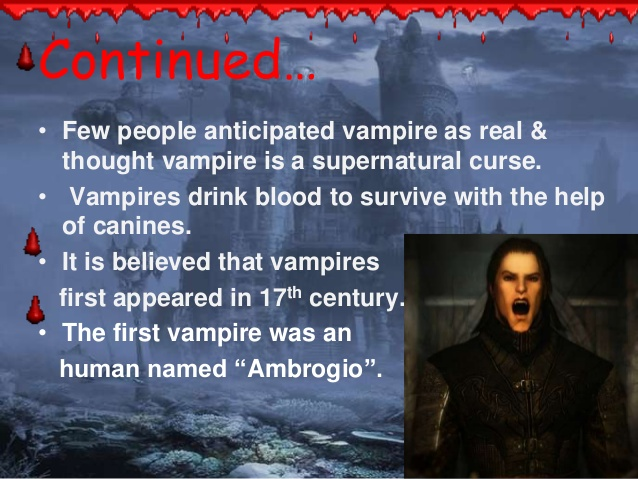 Continued...
• Few people anticipated vampire as real &
thought vampire is a supernatural curse.
• Vampires drink blood to survive with the help
of canines.
• It is believed that vampires
first appeared in 17th century.
• The first vampire was an
human named “Ambrogio”.